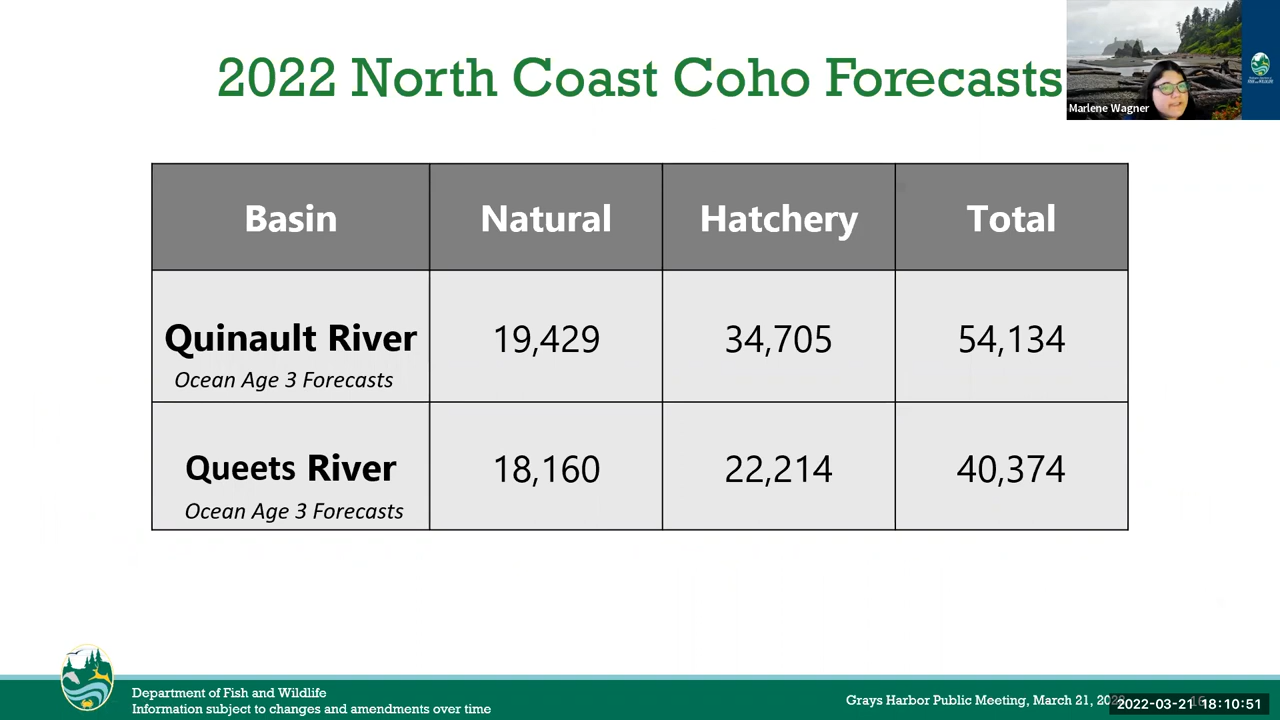 2022 North Coast Coho Forecasts
Marlene Wagner
Basin Natural Hatchery Total
Quinault River 19,429 34,705 54,134
Ocean Age 3 Forecasts
Queets River 18,160 22,214 40,374
Ocean Age 3 Forecasts
Department of Fish and Wildlife
Information subject to changes and amendments over time
Grays Harbor Public Meeting, March 21,
2022-03-21 18:10:51